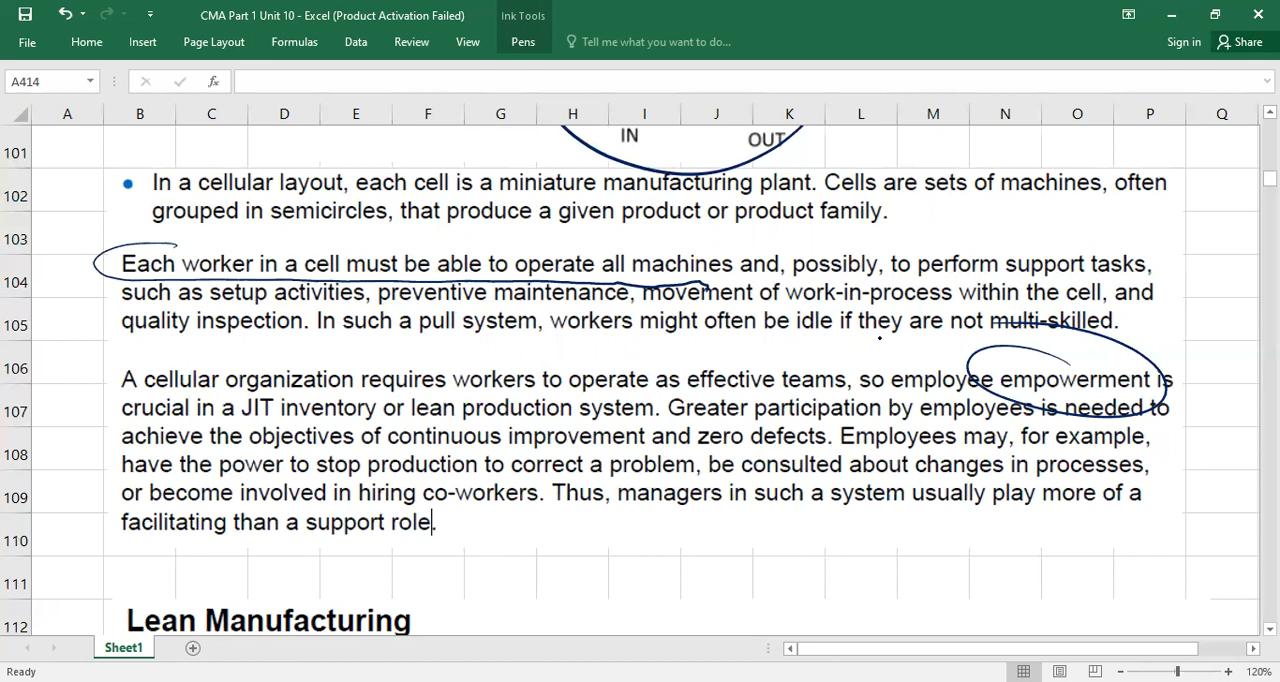 CMA Part 1 Unit 10 - Excel (Product Activation Failed)
Ink Tools
File
Home
Insert
Page Layout
Formulas
Data
Review
View
Pens
Tell me what you want to do...
Sign in
Share
A414
fx
A B C D E F G H I J K L M N O P Q
101
IN
OUT
102
• In a cellular layout, each cell is a miniature manufacturing plant. Cells are sets of machines, often
grouped in semicircles, that produce a given product or product family.
103
Each worker in a cell must be able to operate all machines and, possibly, to perform support tasks,
104
such as setup activities, preventive maintenance, movement of work-in-process within the cell, and
105
quality inspection. In such a pull system, workers might often be idle if they are not multi-skilled.
106
A cellular organization requires workers to operate as effective teams, so employee empowerment is
107
crucial in a JIT inventory or lean production system. Greater participation by employees is needed to
achieve the objectives of continuous improvement and zero defects. Employees may, for example,
108
have the power to stop production to correct a problem, be consulted about changes in processes,
109
or become involved in hiring co-workers. Thus, managers in such a system usually play more of a
facilitating than a support role.
110
111
112
Lean Manufacturing
Sheet1
Ready
120%